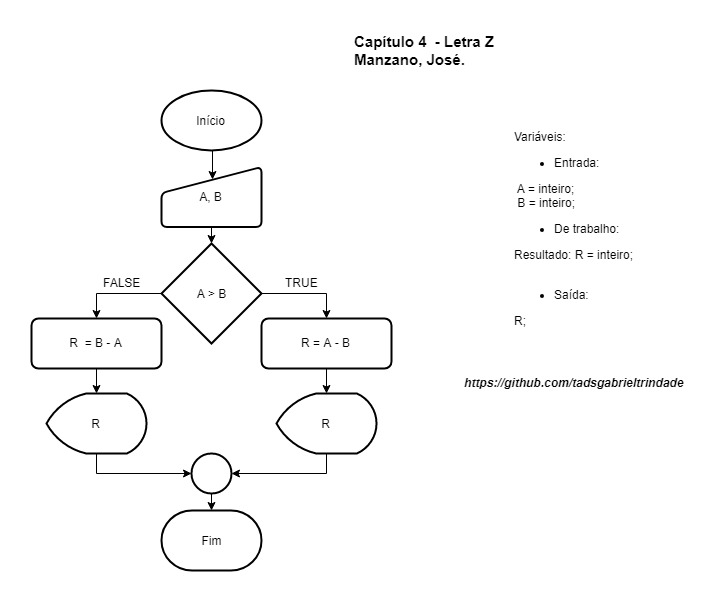 Capítulo 4  - Letra Z
Manzano, José.
Início
A, B
A > B
FALSE
TRUE
R  = B - A
R = A - B
R
R
Fim
Variáveis:
• Entrada:
A = inteiro;
B = inteiro;
• De trabalho:
Resultado: R = inteiro;
• Saída:
R;
https://github.com/tadsgabrieltrindade